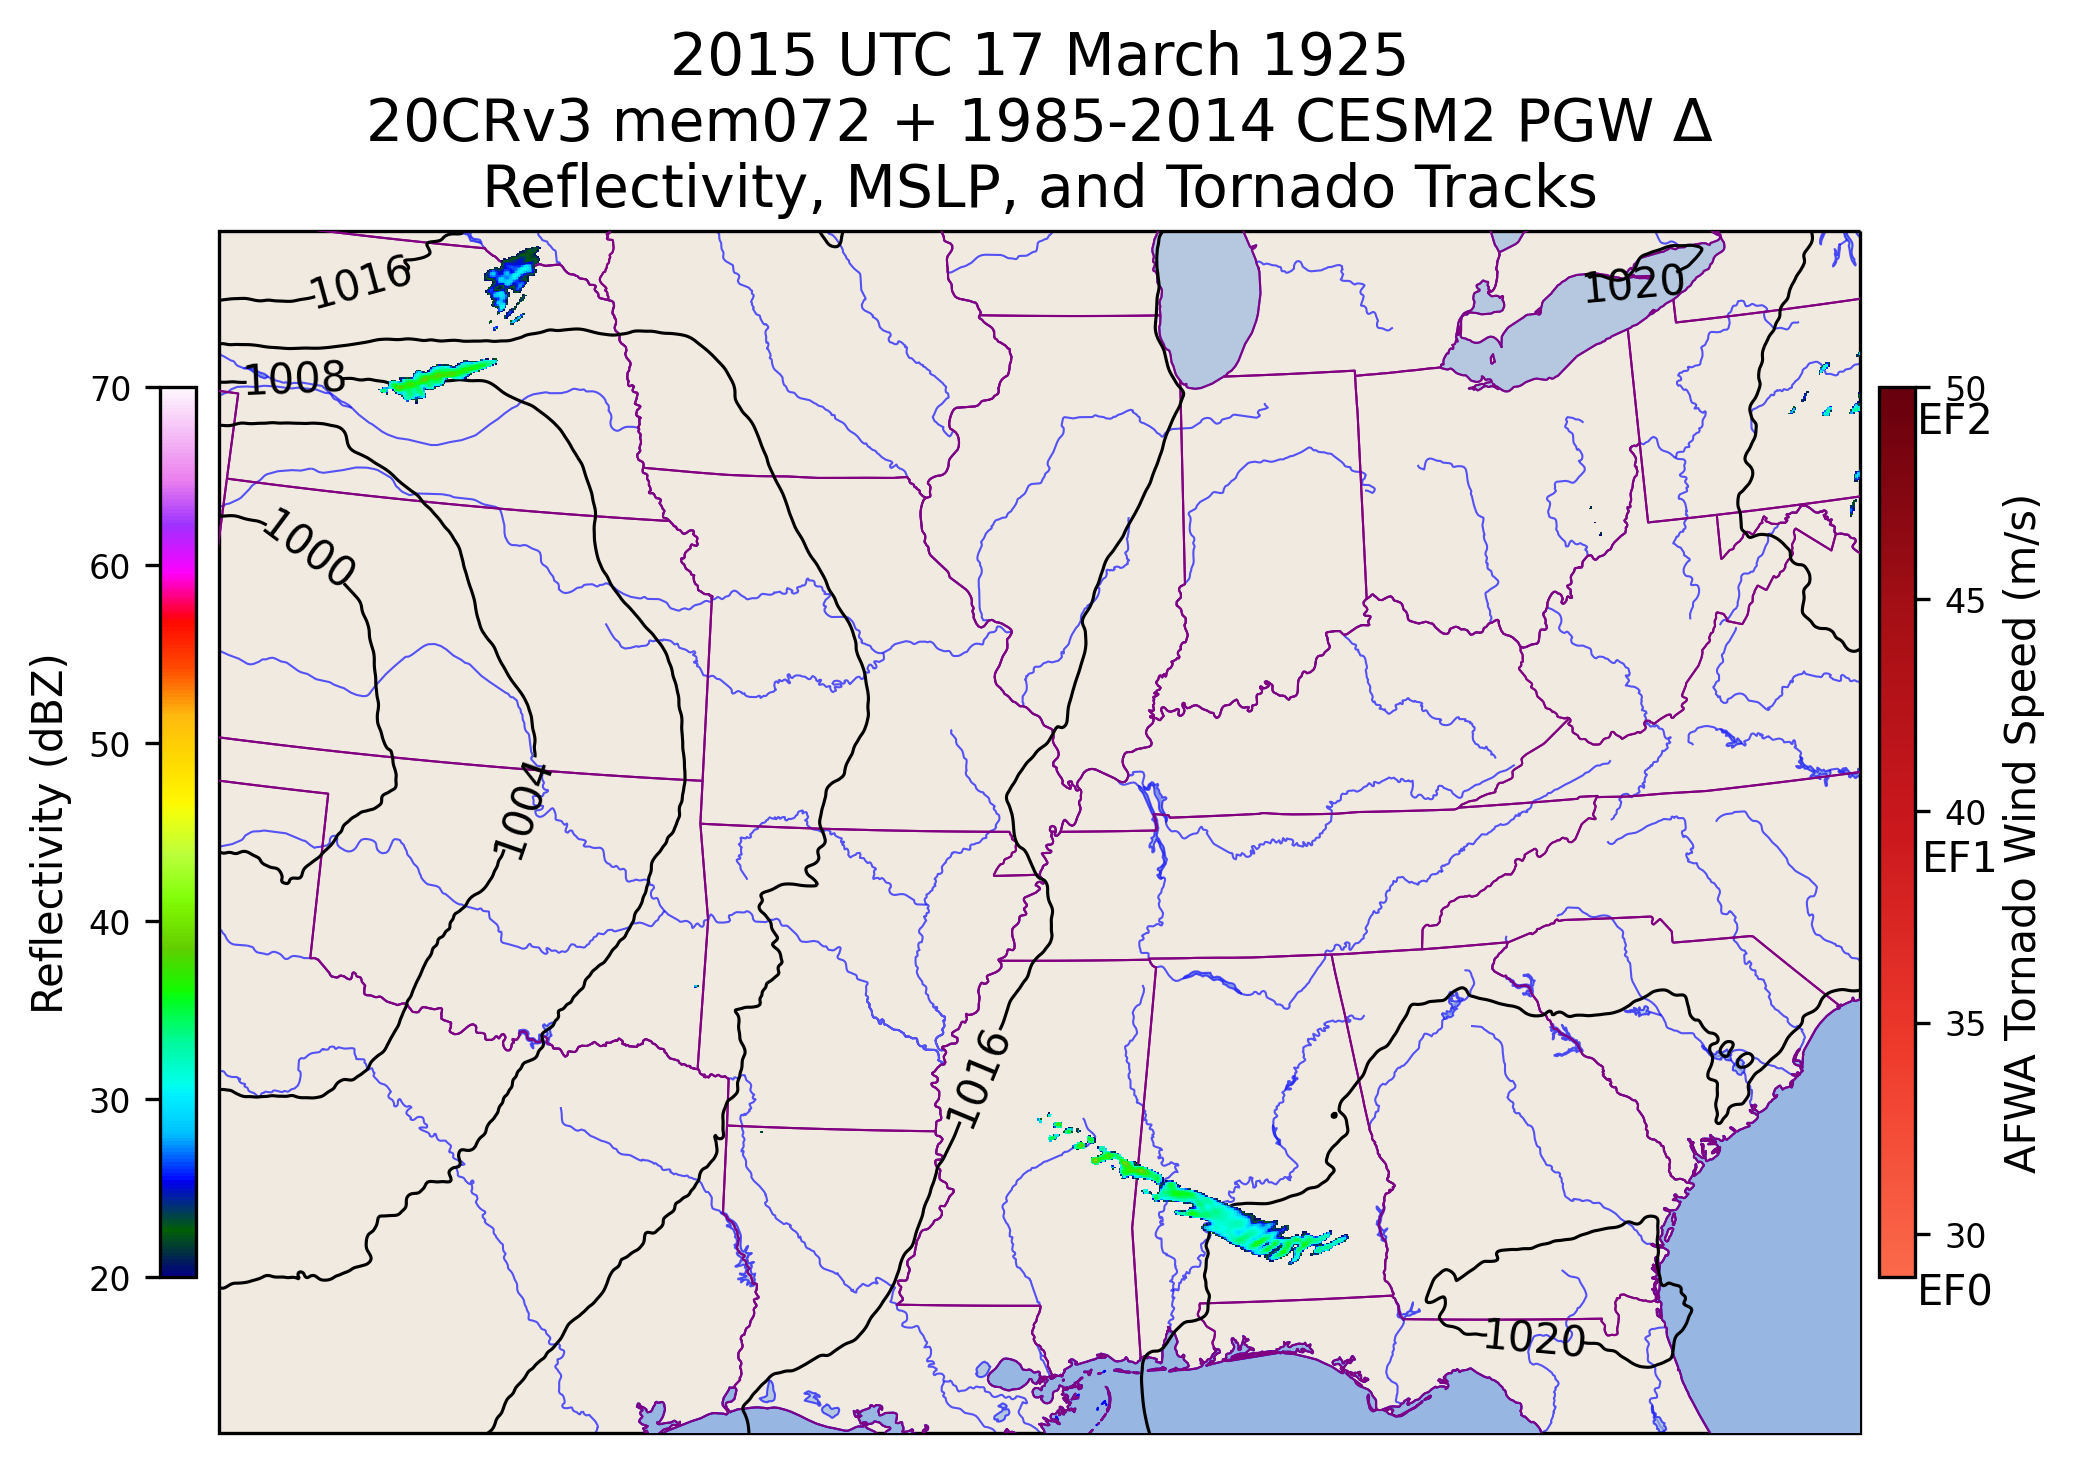 2015 UTC 17 March 1925
20CRv3 mem072 + 1985-2014 CESM2 PGW Δ
Reflectivity, MSLP, and Tornado Tracks
1016
1020
1008
1000
1004
1016
1020
70
60
50
40
30
20
Reflectivity (dBZ)
50
EF2
45
40
EF1
35
30
EF0
AFWA Tornado Wind Speed (m/s)